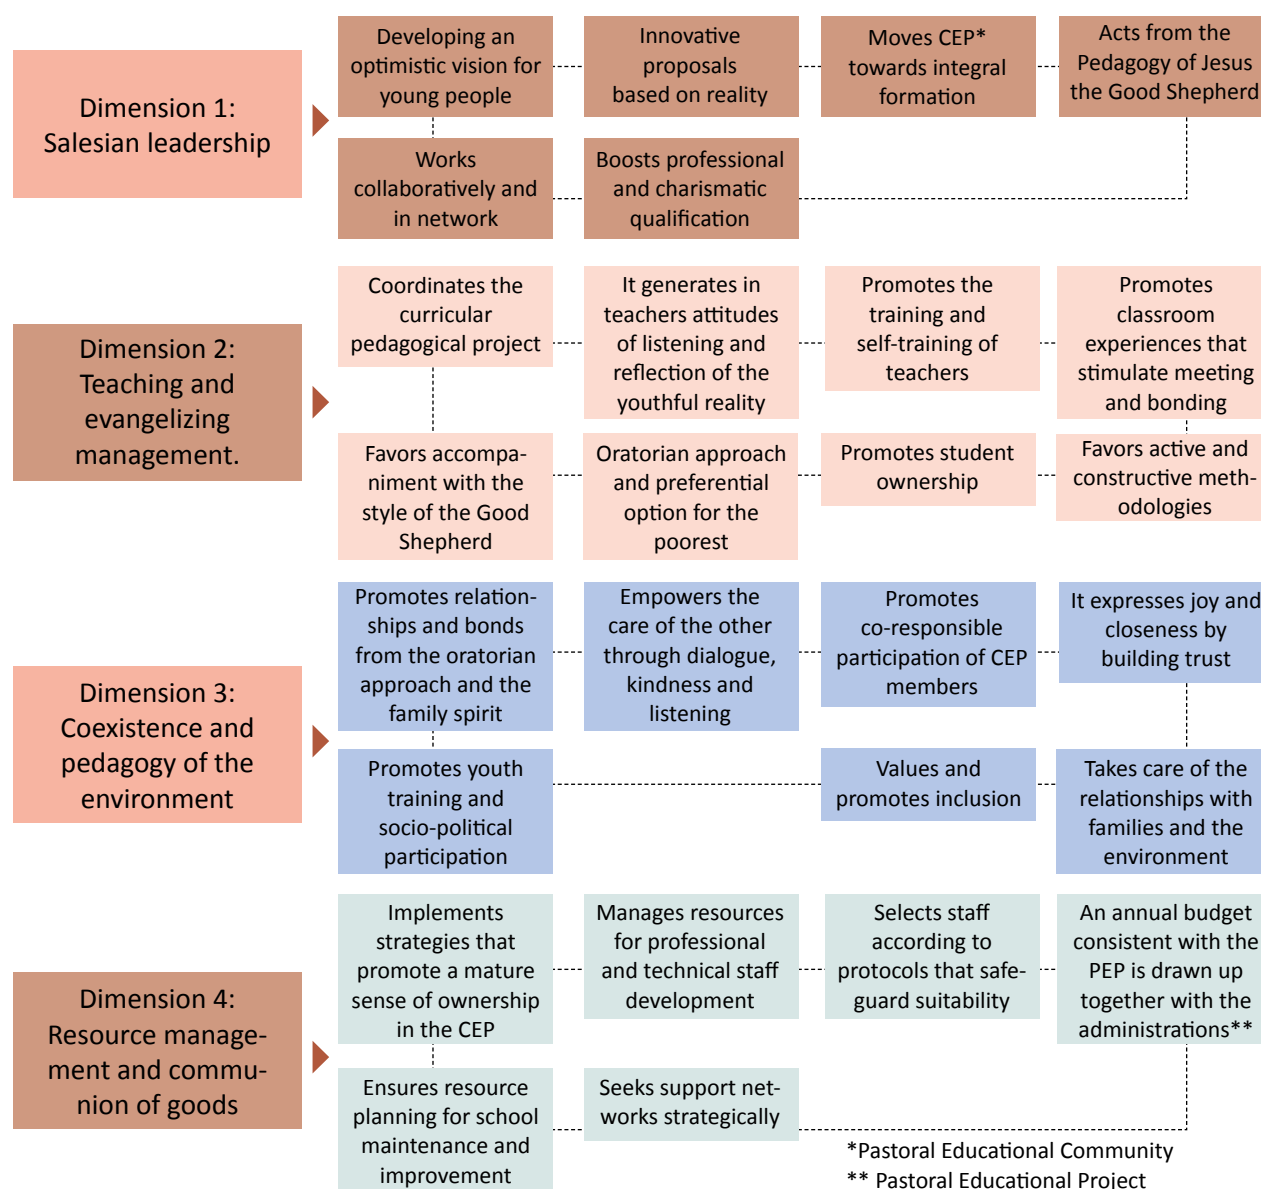 Dimension 1:
Salesian leadership
Developing an
optimistic vision for
young people
Innovative
proposals
based on reality
Moves CEP*
towards integral
formation
Acts from the
Pedagogy of Jesus
the Good Shepherd
Works
collaboratively and
in network
Boosts professional
and charismatic
qualification
Dimension 2:
Teaching and
evangelizing
management.
Coordinates the
curricular
pedagogical project
It generates in
teachers attitudes
of listening and
reflection of the
youthful reality
Promotes the
training and
self-training of
teachers
Promotes
classroom
experiences that
stimulate meeting
and bonding
Favors accompa-
niment with the
style of the Good
Shepherd
Oratorian approach
and preferential
option for the
poorest
Promotes student
ownership
Favors active and
constructive meth-
odologies
Dimension 3:
Coexistence and
pedagogy of the
environment
Promotes relation-
ships and bonds
from the oratorian
approach and the
family spirit
Empowers the
care of the other
through dialogue,
kindness and
listening
Promotes
co-responsible
participation of CEP
members
It expresses joy and
closeness by
building trust
Promotes youth
training and
socio-political
participation
Values and
promotes inclusion
Takes care of the
relationships with
families and the
environment
Dimension 4:
Resource manage-
ment and commu-
nion of goods
Implements
strategies that
promote a mature
sense of ownership
in the CEP
Manages resources
for professional
and technical staff
development
Selects staff
according to
protocols that safe-
guard suitability
An annual budget
consistent with the
PEP is drawn up
together with the
administrations**
Ensures resource
planning for school
maintenance and
improvement
Seeks support net-
works strategically
*Pastoral Educational Community
** Pastoral Educational Project